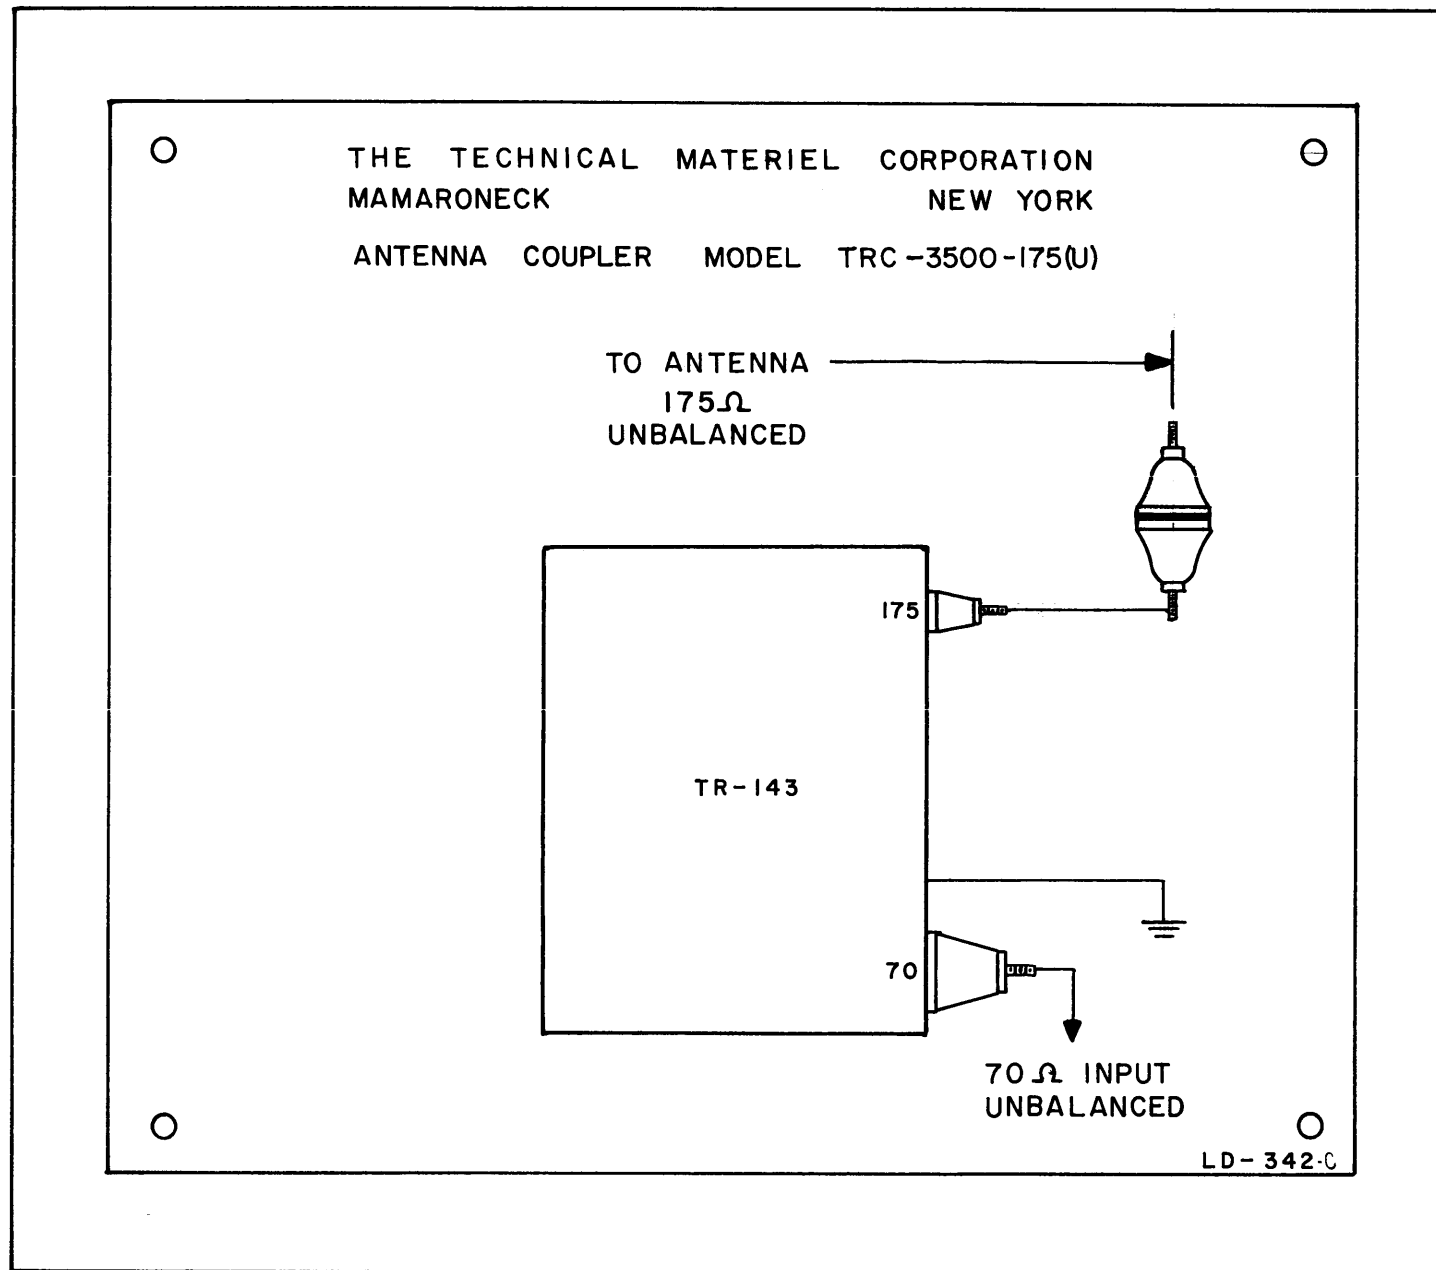 THE TECHNICAL MATERIEL CORPORATION
MAMARONECK NEW YORK
ANTENNA COUPLER MODEL TRC-3500-175(U)
TO ANTENNA
175Ω
UNBALANCED
175
TR-143
70
70Ω INPUT
UNBALANCED
LD-342-C